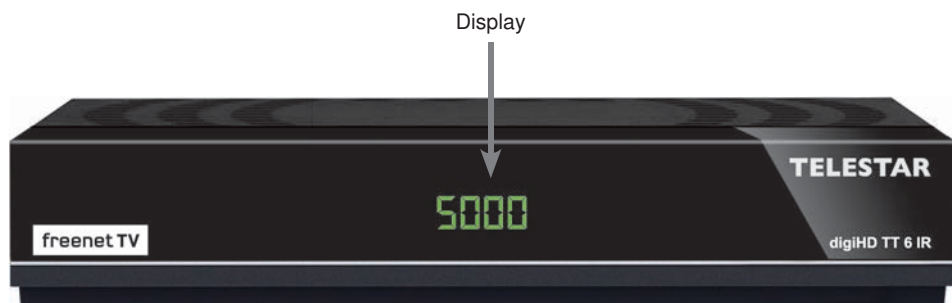 Display
TELESTAR
5000
freenet TV
digiHD TT 6 IR